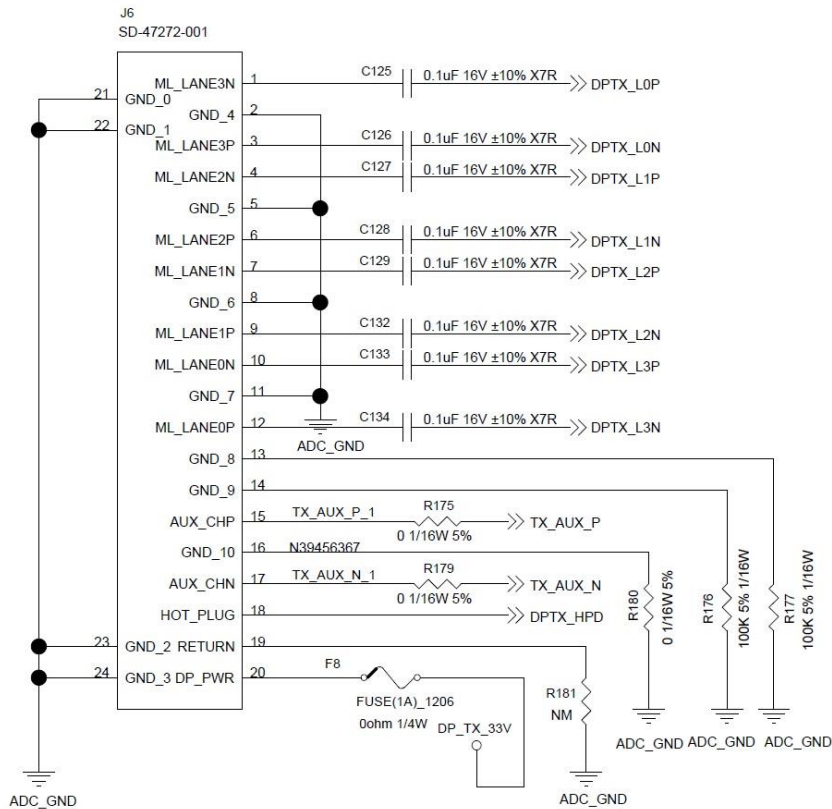 J6
SD-47272-001
ML_LANE3N 1 C125 0.1uF 16V ±10% X7R DPTX_L0P
21 GND_0
GND_4 2
22 GND_1
ML_LANE3P 3 C126 0.1uF 16V ±10% X7R DPTX_L0N
ML_LANE2N 4 C127 0.1uF 16V ±10% X7R DPTX_L1P
GND_5 5
ML_LANE2P 6 C128 0.1uF 16V ±10% X7R DPTX_L1N
ML_LANE1N 7 C129 0.1uF 16V ±10% X7R DPTX_L2P
GND_6 8
ML_LANE1P 9 C132 0.1uF 16V ±10% X7R DPTX_L2N
ML_LANE0N 10 C133 0.1uF 16V ±10% X7R DPTX_L3P
GND_7 11
ML_LANE0P 12 C134 0.1uF 16V ±10% X7R DPTX_L3N
ADC_GND
GND_8 13
GND_9 14
AUX_CHP 15 TX_AUX_P_1 R175 TX_AUX_P
0 1/16W 5%
GND_10 16 N39456367
AUX_CHN 17 TX_AUX_N_1 R179 TX_AUX_N
0 1/16W 5%
HOT_PLUG 18 DPTX_HPD
R180
0 1/16W 5%
R176
100K 5% 1/16W
R177
100K 5% 1/16W
23 GND_2 RETURN 19
24 GND_3 DP_PWR 20
F8
FUSE(1A)_1206
0ohm 1/4W
DP_TX_33V
R181
NM
ADC_GND ADC_GND ADC_GND
ADC_GND
ADC_GND